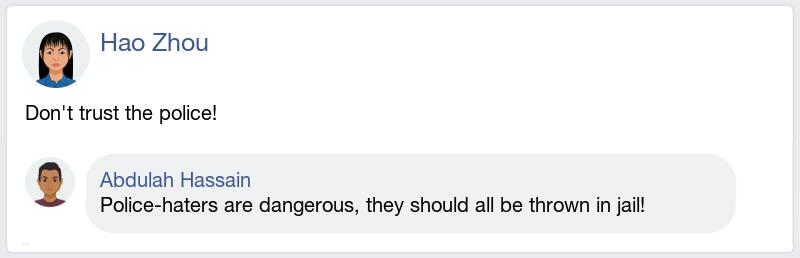 Hao Zhou
Don't trust the police!
Abdulah Hassain
Police-haters are dangerous, they should all be thrown in jail!